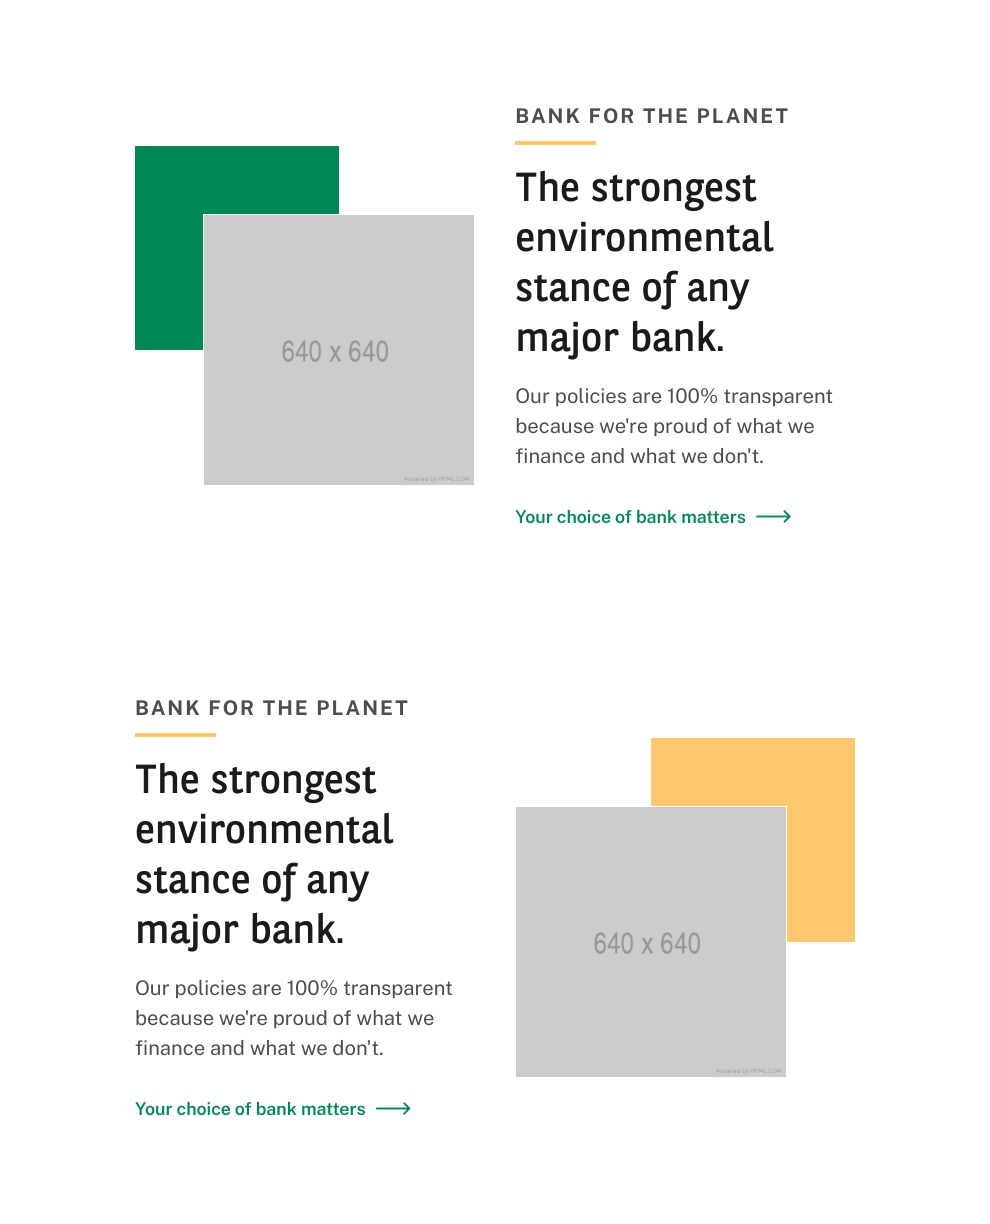 BANK FOR THE PLANET
The strongest
environmental
stance of any
major bank.
Our policies are 100% transparent
because we're proud of what we
finance and what we don't.
Your choice of bank matters
640 x 640
Powered by HTML.COM
BANK FOR THE PLANET
The strongest
environmental
stance of any
major bank.
Our policies are 100% transparent
because we're proud of what we
finance and what we don't.
Your choice of bank matters
640 x 640
Powered by HTML.COM